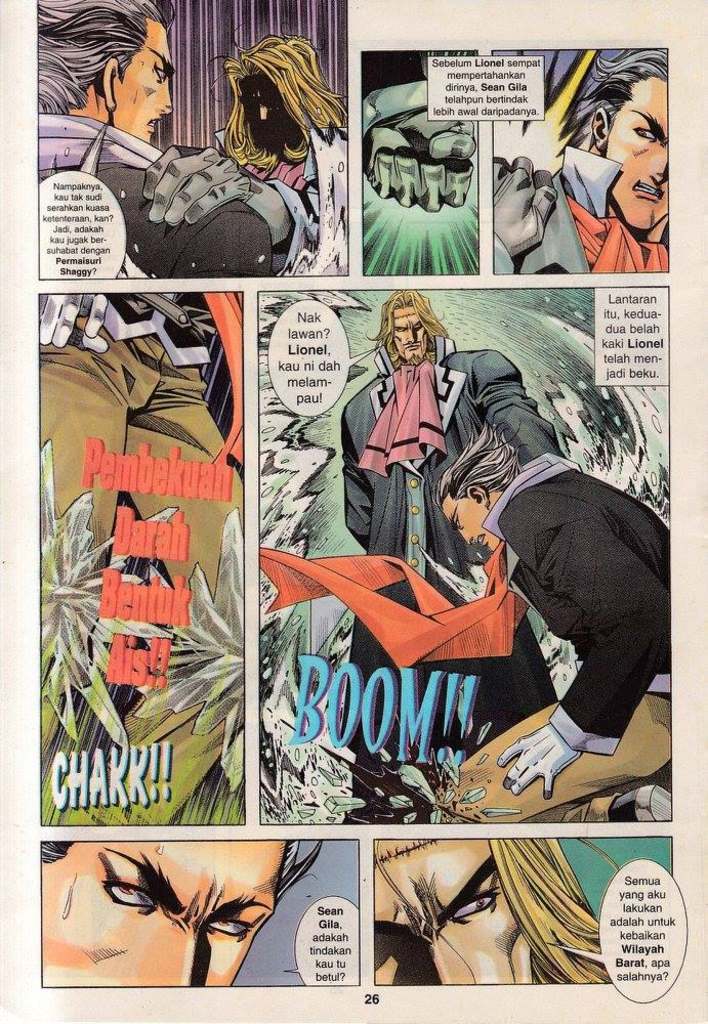 Nampaknya,
kau tak sudi
serahkan kuasa
ketenteraan, kan?
Jadi, adakah
kau jugak ber-
suhabat dengan
Permaisuri
Shaggy?
Sebelum Lionel sempat
mempertahankan
dirinya, Sean Gila
telahpun bertindak
lebih awal daripadanya.
Pembekuan
Darah
Bentuk
Ais!!
CHAKK!!
Nak
lawan?
Lionel,
kau ni dah
melam-
pau!
Lantaran
itu, kedua-
dua belah
kaki Lionel
telah men-
jadi beku.
BOOM!!
Sean
Gila,
adakah
tindakan
kau tu
betul?
Semua
yang aku
lakukan
adalah untuk
kebaikan
Wilayah
Barat, apa
salahnya?
26